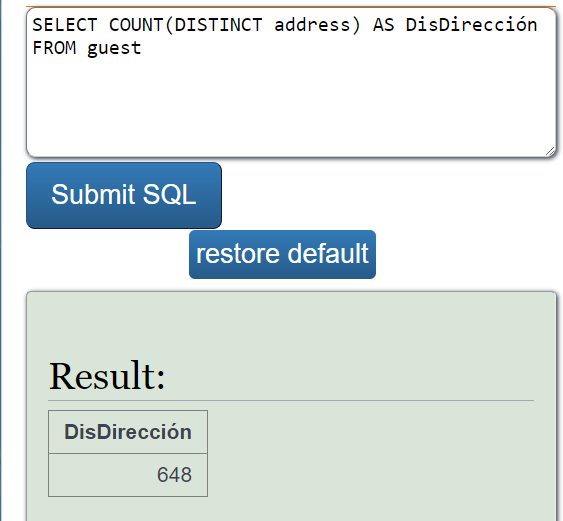 SELECT COUNT(DISTINCT address) AS DisDirección
FROM guest
Submit SQL
restore default
Result:
DisDirección
648